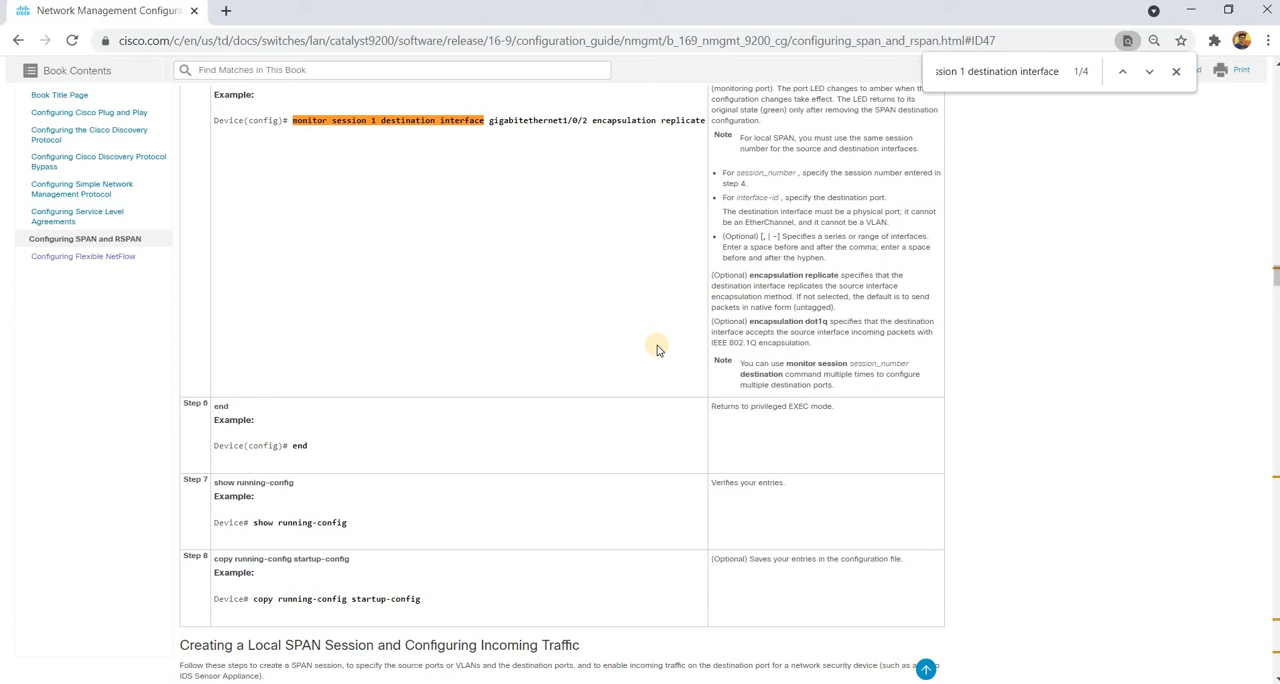 Network Management Configura
cisco.com/c/en/us/td/docs/switches/lan/catalyst9200/software/release/16-9/configuration_guide/nmgmt/b_169_nmgmt_9200_cg/configuring_span_and_rspan.html#ID47
Book Contents
Find Matches in This Book
ssion 1 destination interface 1/4
Print
Book Title Page
Configuring Cisco Plug and Play
Configuring the Cisco Discovery
Protocol
Configuring Cisco Discovery Protocol
Bypass
Configuring Simple Network
Management Protocol
Configuring Service Level
Agreements
Configuring SPAN and RSPAN
Configuring Flexible NetFlow
Example:
Device(config)# monitor session 1 destination interface gigabitethernet1/0/2 encapsulation replicate
(monitoring port). The port LED changes to amber when the
configuration changes take effect. The LED returns to its
original state (green) only after removing the SPAN destination
configuration.
Note For local SPAN, you must use the same session
number for the source and destination interfaces.
• For session_number , specify the session number entered in
step 4.
• For interface-id , specify the destination port.
The destination interface must be a physical port; it cannot
be an EtherChannel, and it cannot be a VLAN.
• (Optional) [, | -] Specifies a series or range of interfaces.
Enter a space before and after the comma; enter a space
before and after the hyphen.
(Optional) encapsulation replicate specifies that the
destination interface replicates the source interface
encapsulation method. If not selected, the default is to send
packets in native form (untagged).
(Optional) encapsulation dot1q specifies that the destination
interface accepts the source interface incoming packets with
IEEE 802.1Q encapsulation.
Note You can use monitor session session_number
destination command multiple times to configure
multiple destination ports.
Step 6 end
Example:
Device(config)# end
Returns to privileged EXEC mode.
Step 7 show running-config
Example:
Device# show running-config
Verifies your entries.
Step 8 copy running-config startup-config
Example:
Device# copy running-config startup-config
(Optional) Saves your entries in the configuration file.
Creating a Local SPAN Session and Configuring Incoming Traffic
Follow these steps to create a SPAN session, to specify the source ports or VLANs and the destination ports, and to enable incoming traffic on the destination port for a network security device (such as a
IDS Sensor Appliance).